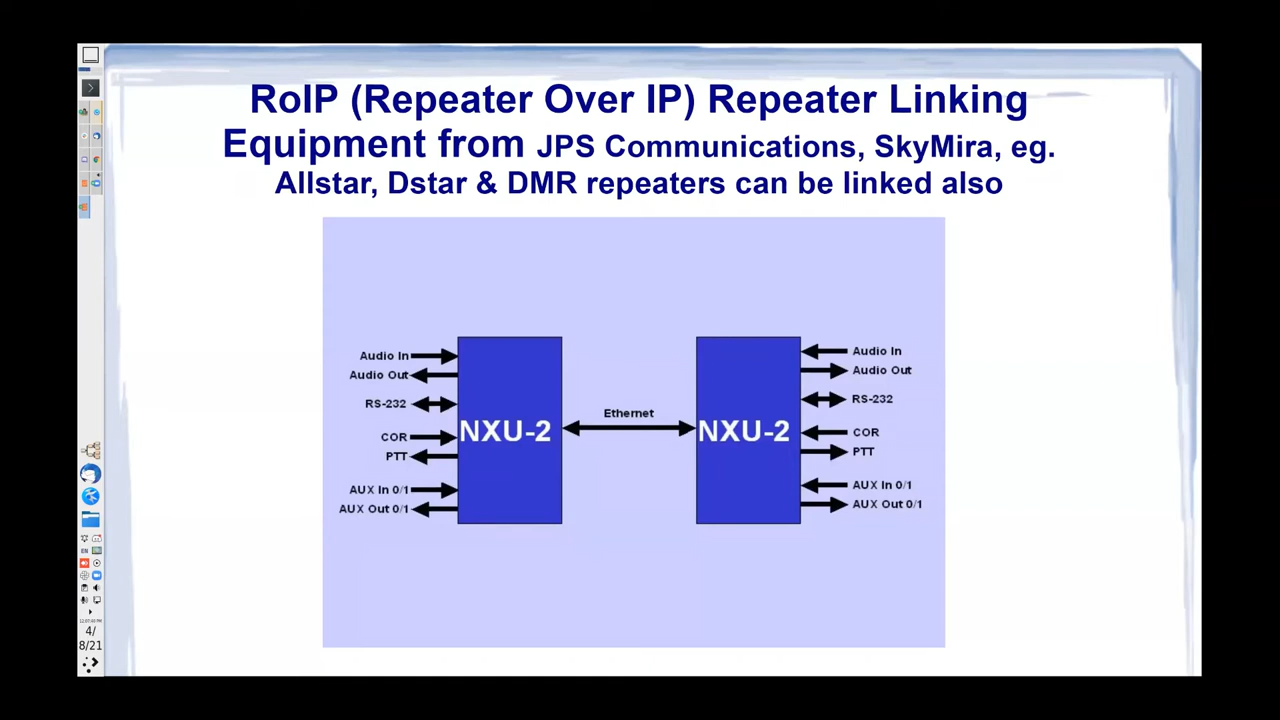 RoIP (Repeater Over IP) Repeater Linking
Equipment from JPS Communications, SkyMira, eg.
Allstar, Dstar & DMR repeaters can be linked also
Audio In
Audio Out
RS-232
COR
PTT
AUX In 0/1
AUX Out 0/1
NXU-2
Ethernet
NXU-2
Audio In
Audio Out
RS-232
COR
PTT
AUX In 0/1
AUX Out 0/1
EN
4/
8/21